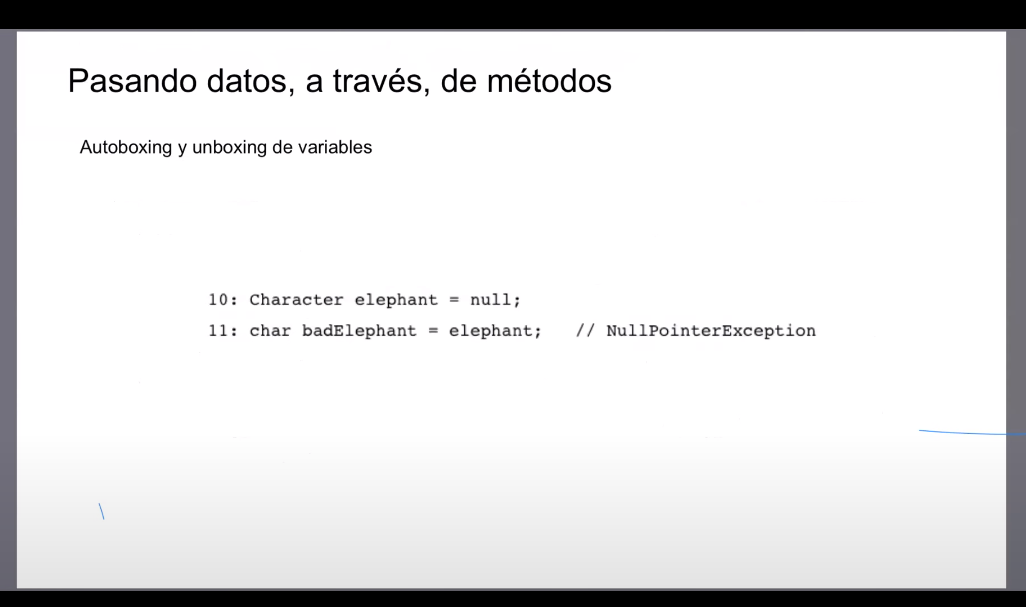 Pasando datos, a través, de métodos
Autoboxing y unboxing de variables
10: Character elephant = null;
11: char badElephant = elephant; // NullPointerException